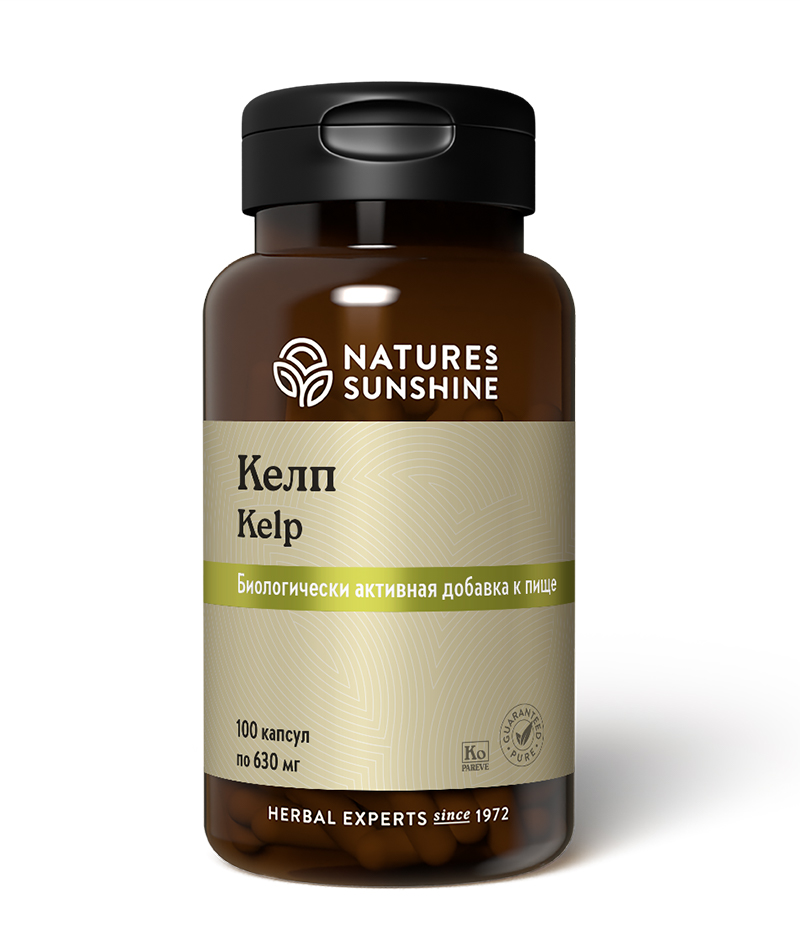 NATURES
SUNSHINE
Келп
Kelp
Биологически активная добавка к пище
100 капсул
по 630 мг
Ko
PAREVE
GUARANTEED
PURE
HERBAL EXPERTS since 1972